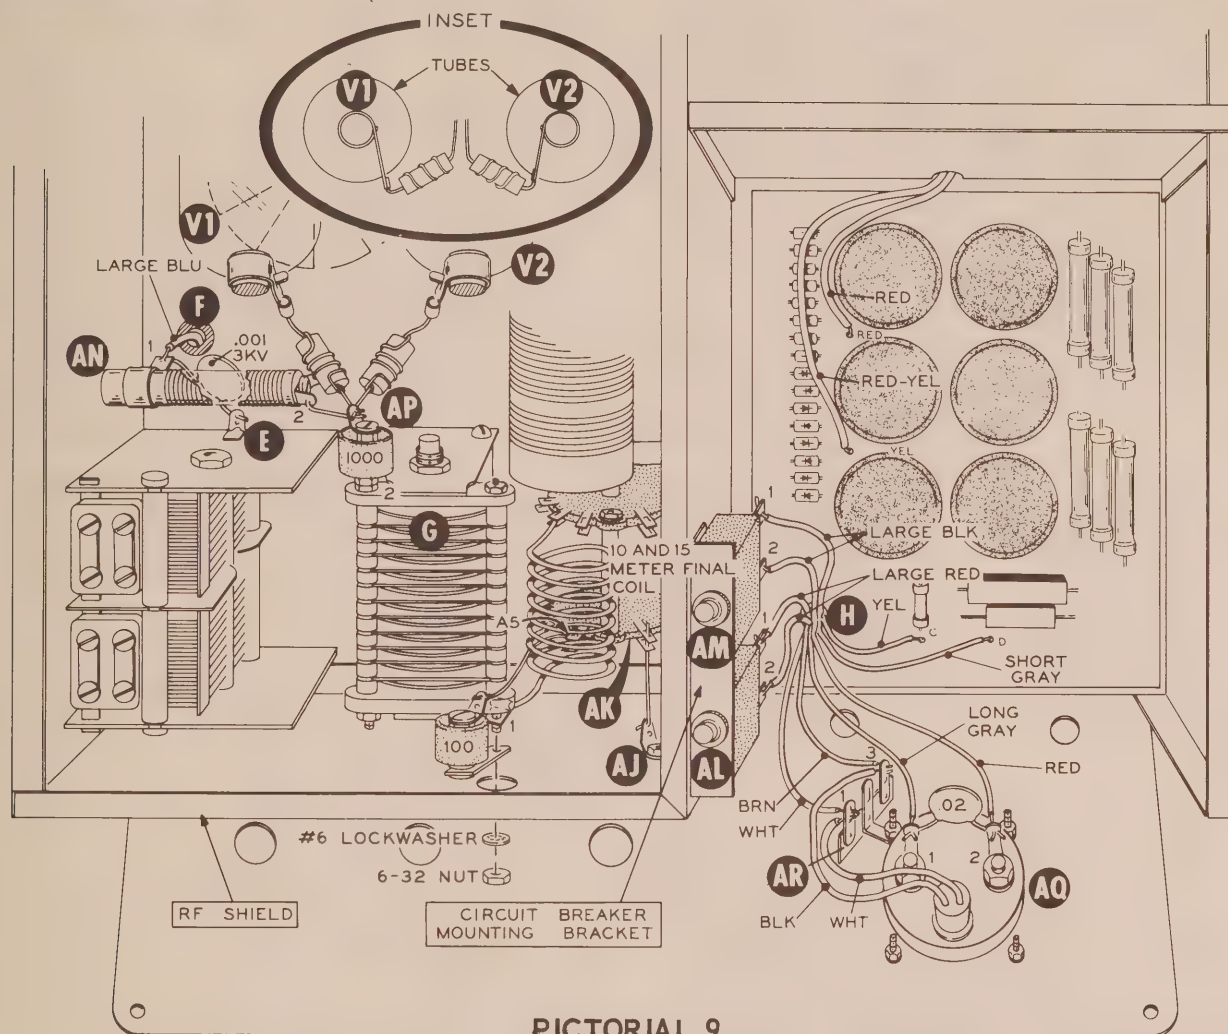 INSET
TUBES
V1
V2
V1
LARGE BLU
V2
F
.001
3KV
AN
1
2
E
AP
1000
2
G
RED
RED
RED-YEL
YEL
10 AND 15
METER FINAL
COIL
A5
AK
AJ
100
1
1
2
LARGE BLK
LARGE RED
1
2
H
YEL
C
D
SHORT
GRAY
AM
AL
LONG
GRAY
RED
BRN
WHT
3
1
.02
1
2
AR
AQ
BLK
WHT
#6 LOCKWASHER
6-32 NUT
RF SHIELD
CIRCUIT BREAKER
MOUNTING BRACKET
PICTORIAL 9